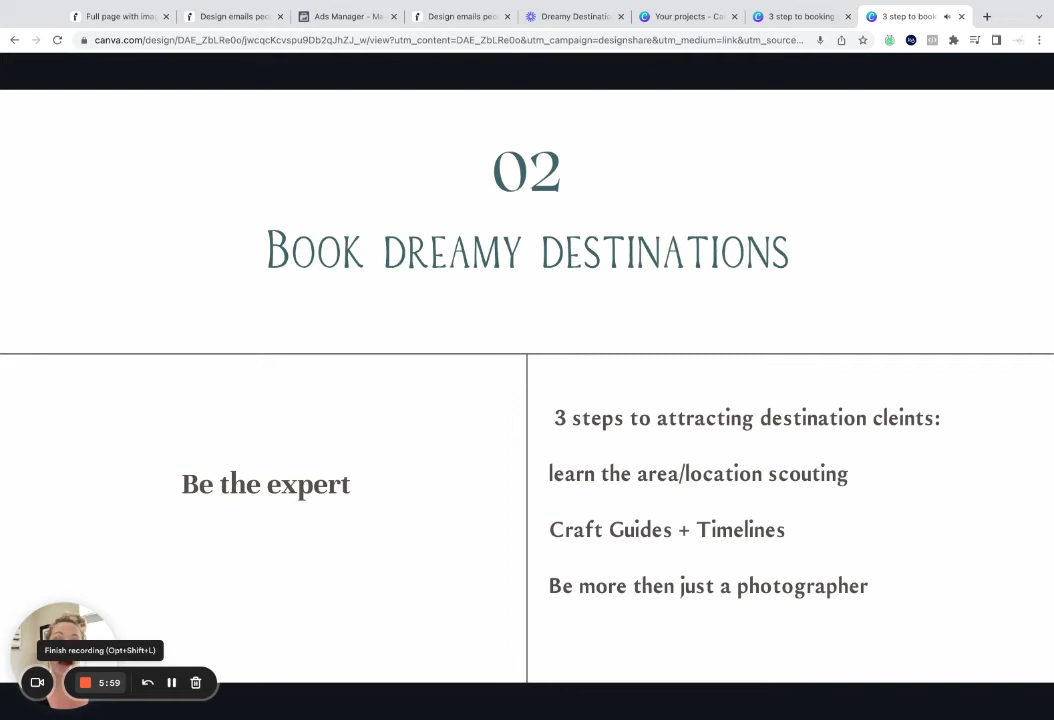 Full page with imag
Design emails peo
Ads Manager - Ma
Design emails peo
Dreamy Destinatio
Your projects - Can
3 step to booking
3 step to book
canva.com/design/DAE_ZbLRe0o/jwcqcKcvspu9Db2qJhZJ_w/view?utm_content=DAE_ZbLRe0o&utm_campaign=designshare&utm_medium=link&utm_source...
02
Book dreamy destinations
Be the expert
3 steps to attracting destination cleints:
learn the area/location scouting
Craft Guides + Timelines
Be more then just a photographer
Finish recording (Opt+Shift+L)
5:59